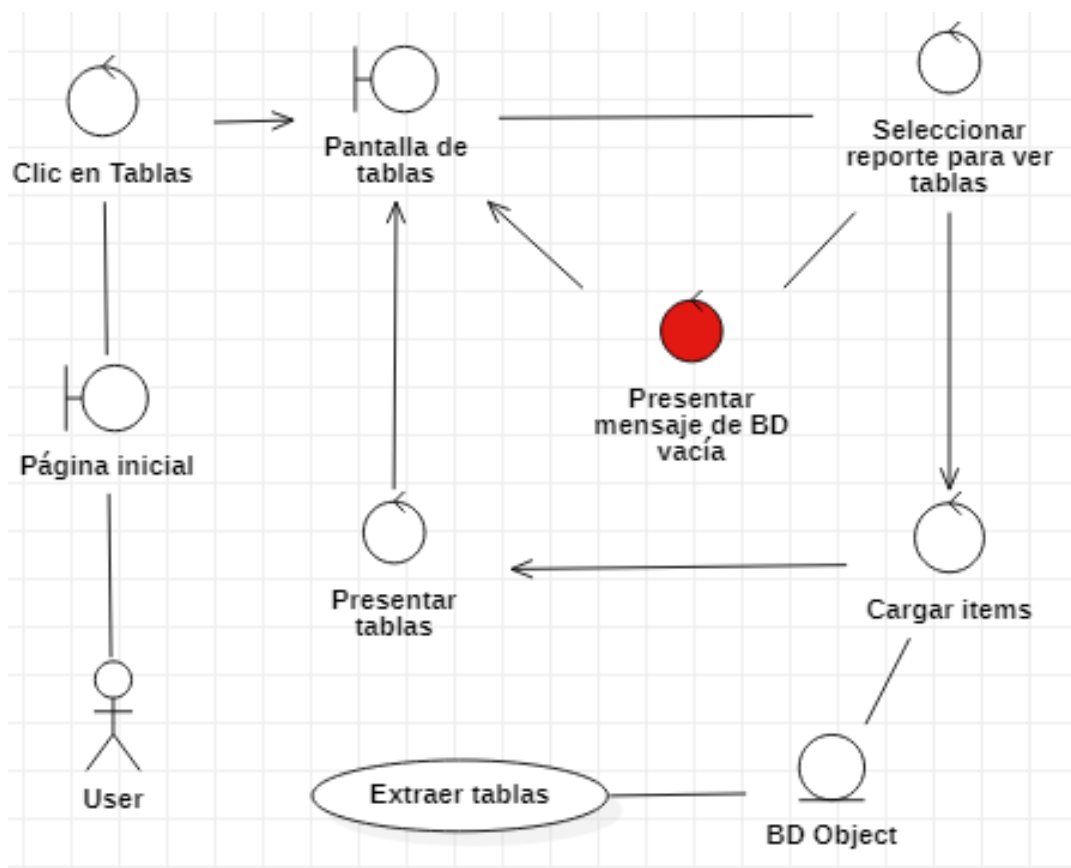 Clic en Tablas
Pantalla de
tablas
Seleccionar
reporte para ver
tablas
Presentar
mensaje de BD
vacía
Página inicial
Presentar
tablas
Cargar items
User
Extraer tablas
BD Object